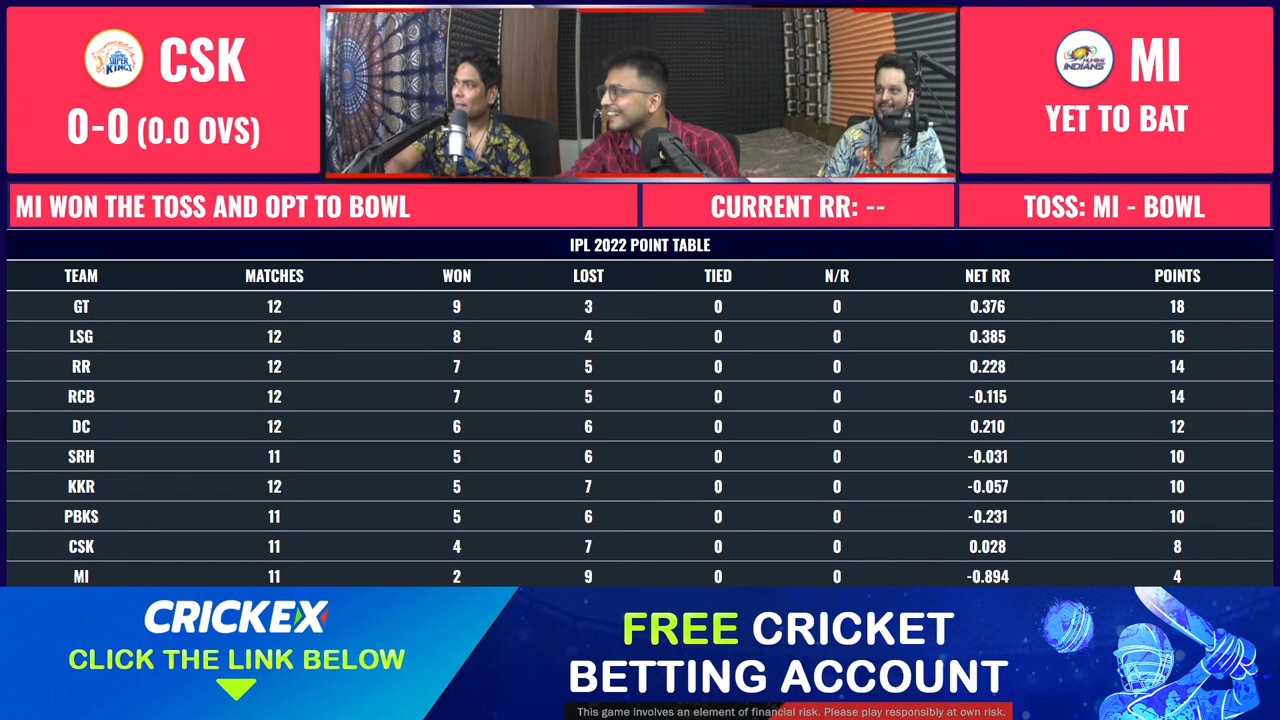 CSK
0-0 (0.0 OVS)
CHENNAI
SUPER
KINGS
MI
YET TO BAT
MUMBAI
INDIANS
MI WON THE TOSS AND OPT TO BOWL
CURRENT RR: --
TOSS: MI - BOWL
IPL 2022 POINT TABLE
TEAM MATCHES WON LOST TIED N/R NET RR POINTS
GT 12 9 3 0 0 0.376 18
LSG 12 8 4 0 0 0.385 16
RR 12 7 5 0 0 0.228 14
RCB 12 7 5 0 0 -0.115 14
DC 12 6 6 0 0 0.210 12
SRH 11 5 6 0 0 -0.031 10
KKR 12 5 7 0 0 -0.057 10
PBKS 11 5 6 0 0 -0.231 10
CSK 11 4 7 0 0 0.028 8
MI 11 2 9 0 0 -0.894 4
CRICKEX
CLICK THE LINK BELOW
FREE CRICKET
BETTING ACCOUNT
This game involves an element of financial risk. Please play responsibly at own risk.